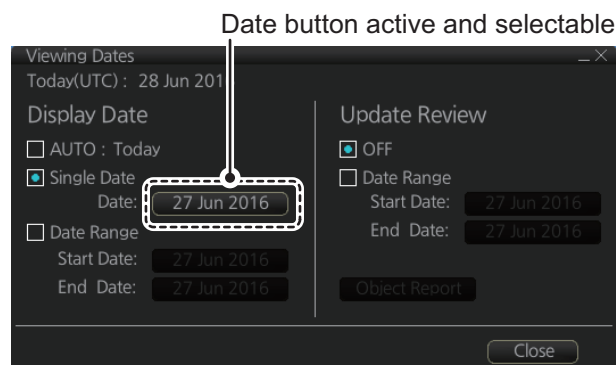 Date button active and selectable
Viewing Dates
Today(UTC) : 28 Jun 201
Display Date
AUTO : Today
Single Date
Date: 27 Jun 2016
Date Range
Start Date: 27 Jun 2016
End Date: 27 Jun 2016
Update Review
OFF
Date Range
Start Date: 27 Jun 2016
End Date: 27 Jun 2016
Object Report
Close